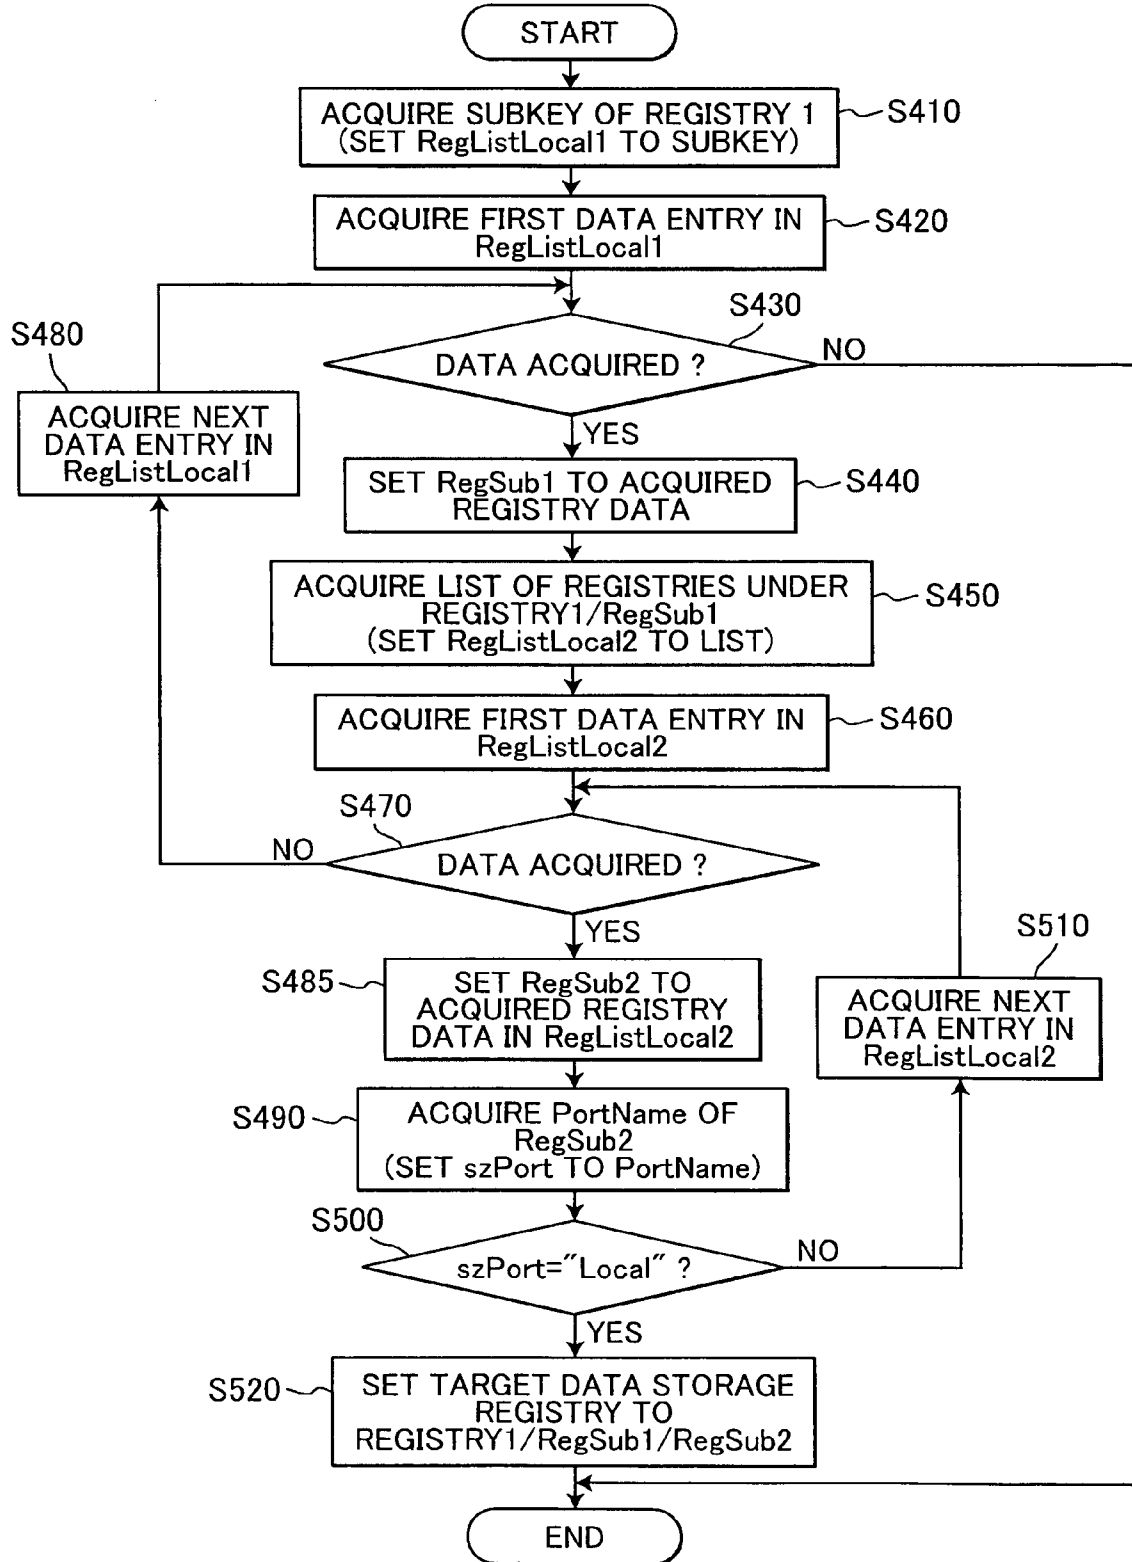 START
ACQUIRE SUBKEY OF REGISTRY 1
(SET RegListLocal1 TO SUBKEY)
S410
ACQUIRE FIRST DATA ENTRY IN
RegListLocal1
S420
S430
DATA ACQUIRED ?
NO
YES
S480
ACQUIRE NEXT
DATA ENTRY IN
RegListLocal1
SET RegSub1 TO ACQUIRED
REGISTRY DATA
S440
ACQUIRE LIST OF REGISTRIES UNDER
REGISTRY1/RegSub1
(SET RegListLocal2 TO LIST)
S450
ACQUIRE FIRST DATA ENTRY IN
RegListLocal2
S460
S470
DATA ACQUIRED ?
NO
YES
S485
SET RegSub2 TO
ACQUIRED REGISTRY
DATA IN RegListLocal2
S510
ACQUIRE NEXT
DATA ENTRY IN
RegListLocal2
S490
ACQUIRE PortName OF
RegSub2
(SET szPort TO PortName)
S500
szPort="Local" ?
NO
YES
S520
SET TARGET DATA STORAGE
REGISTRY TO
REGISTRY1/RegSub1/RegSub2
END